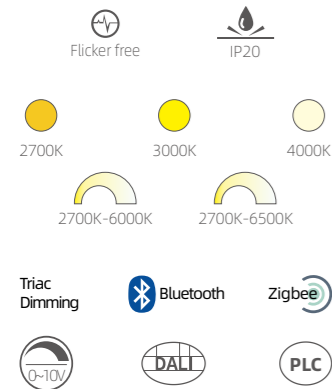 Flicker free
IP20
2700K
3000K
4000K
2700K-6000K
2700K-6500K
Triac
Dimming
Bluetooth
Zigbee
0~10V
DALI
PLC